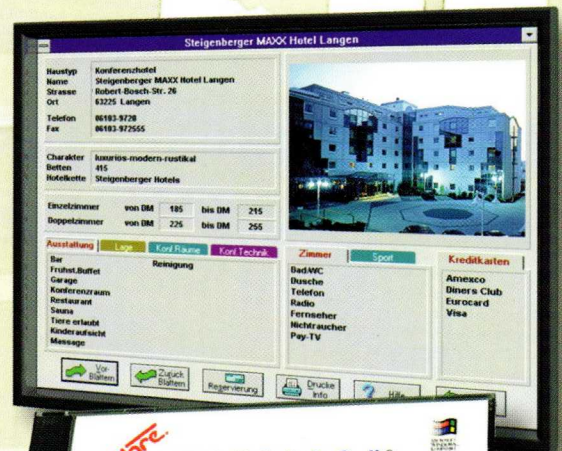 Steigenberger MAXX Hotel Langen
Haustyp Konferenzhotel
Name Steigenberger MAXX Hotel Langen
Strasse Robert-Bosch-Str. 26
Ort 63225 Langen
Telefon 06103-9720
Fax 06103-972555
Charakter luxuriös-modern-rustikal
Betten 415
Hotelkette Steigenberger Hotels
Einzelzimmer von DM 185 bis DM 215
Doppelzimmer von DM 225 bis DM 255
Ausstattung Lage Konf.Räume Konf.Technik
Bar Reinigung
Frühst.Buffet
Garage
Konferenzraum
Restaurant
Sauna
Tiere erlaubt
Kinderaufsicht
Massage
Zimmer Sport
Bad/WC
Dusche
Telefon
Radio
Fernseher
Nichtraucher
Pay-TV
Kreditkarten
Amexco
Diners Club
Eurocard
Visa
Vor-
Blättern
Zurück
Blättern
Reservierung
Drucke
Info
Hilfe